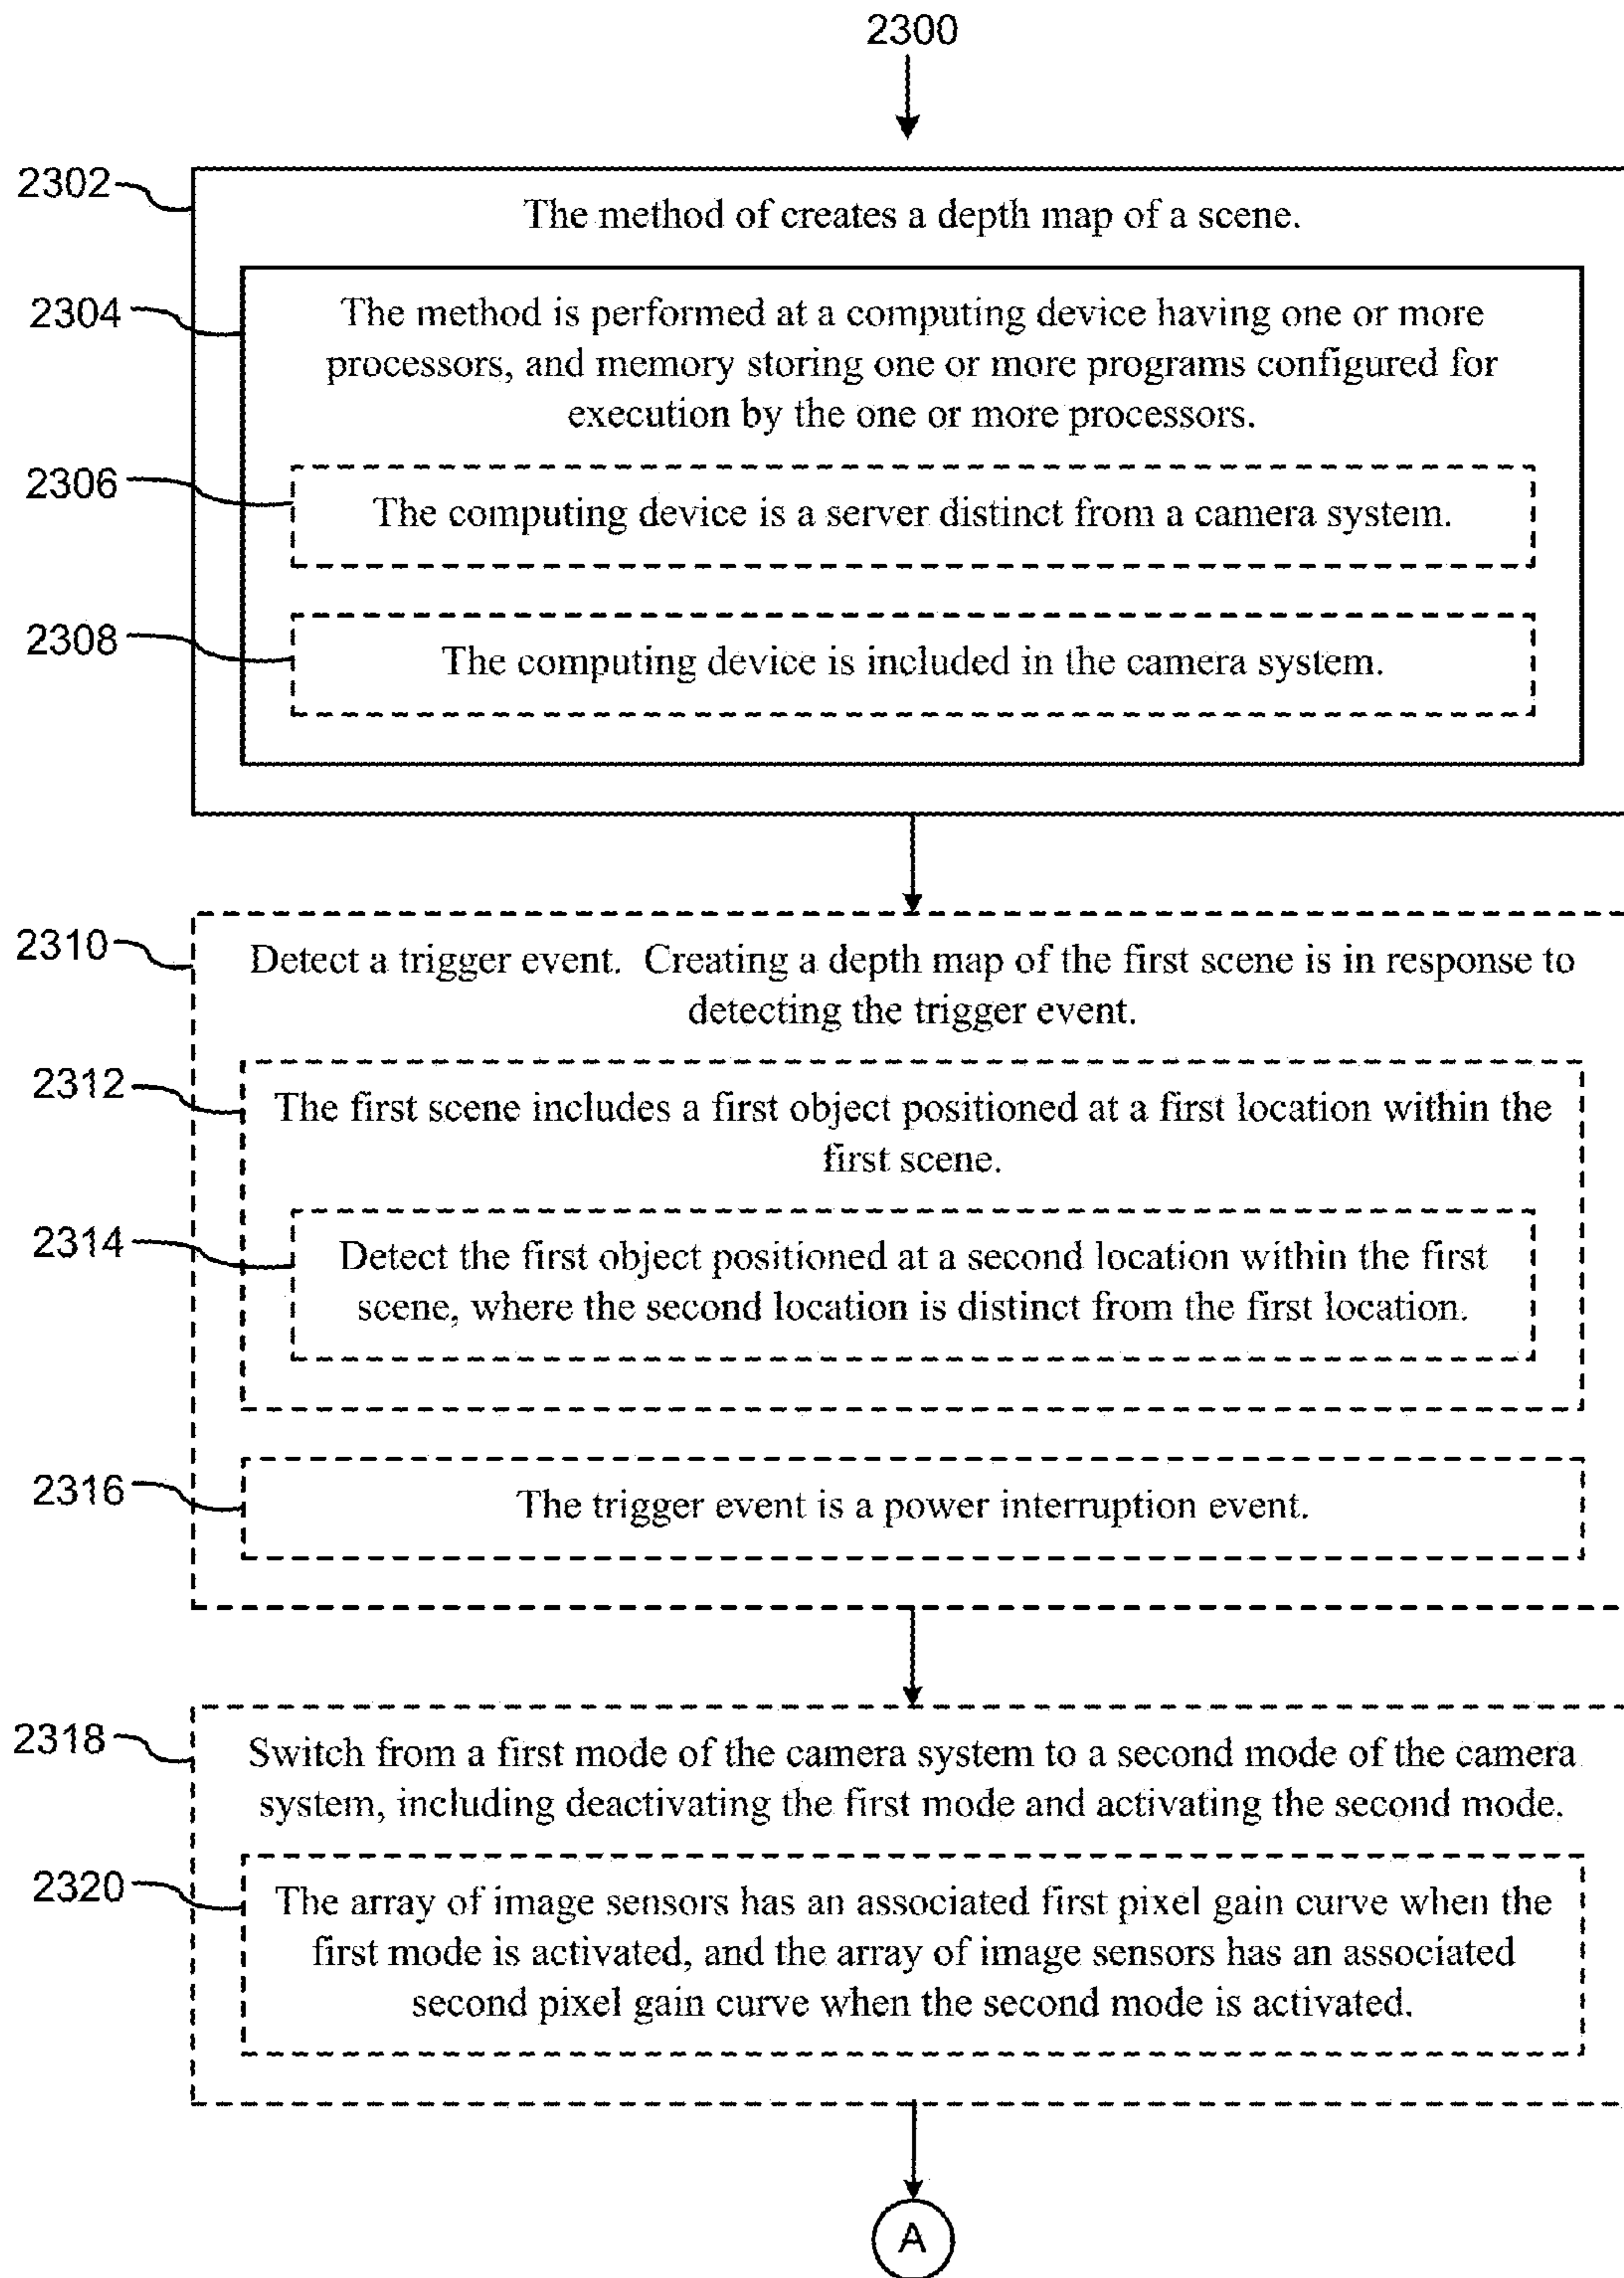 2300
2302
The method of creates a depth map of a scene.
2304
The method is performed at a computing device having one or more
processors, and memory storing one or more programs configured for
execution by the one or more processors.
2306
The computing device is a server distinct from a camera system.
2308
The computing device is included in the camera system.
2310
Detect a trigger event. Creating a depth map of the first scene is in response to
detecting the trigger event.
2312
The first scene includes a first object positioned at a first location within the
first scene.
2314
Detect the first object positioned at a second location within the first
scene, where the second location is distinct from the first location.
2316
The trigger event is a power interruption event.
2318
Switch from a first mode of the camera system to a second mode of the camera
system, including deactivating the first mode and activating the second mode.
2320
The array of image sensors has an associated first pixel gain curve when the
first mode is activated, and the array of image sensors has an associated
second pixel gain curve when the second mode is activated.
A